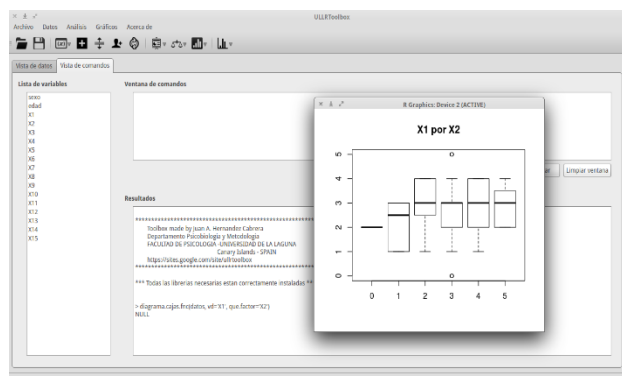 ULLRToolbox
Archivo Datos Análisis Gráficos Acerca de
Vista de datos Vista de comandos
Lista de variables
Ventana de comandos
sexo
edad
X1
X2
X3
X4
X5
X6
X7
X8
X9
X10
X11
X12
X13
X14
X15
Limpiar ventana
Resultados
Toolbox made by Juan A. Hernandez Cabrera
Departamento Psicobiología y Metodología
FACULTAD DE PSICOLOGIA -UNIVERSIDAD DE LA LAGUNA
Canary Islands - SPAIN
https://sites.google.com/site/ullrtoolbox
*** Todas las librerias necesarias estan correctamente instaladas **
> diagrama.cajas.frc(datos, vd='X1', que.factor='X2')
NULL
R Graphics: Device 2 (ACTIVE)
X1 por X2
5
4
3
2
1
0
0 1 2 3 4 5